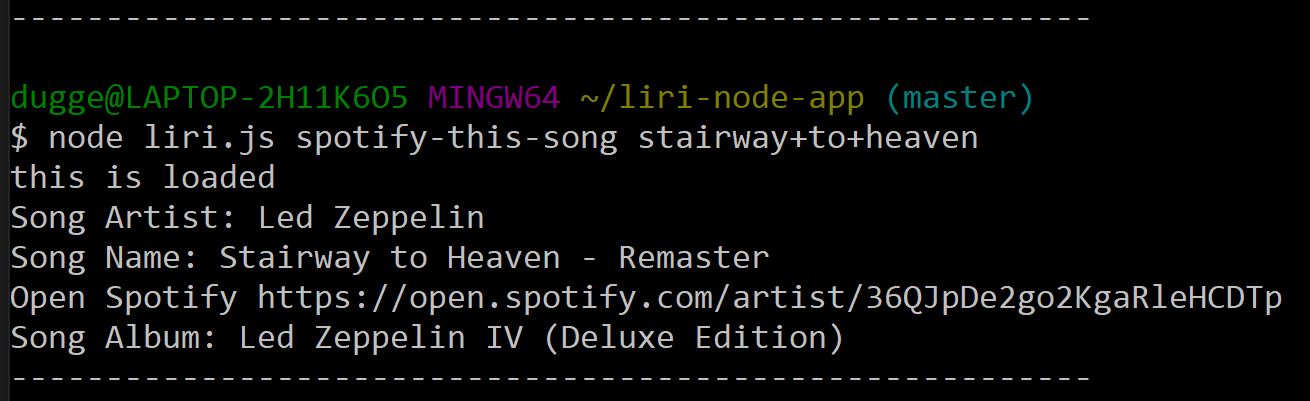 ---------------------------------------------------------
dugge@LAPTOP-2H11K6O5 MINGW64 ~/liri-node-app (master)
$ node liri.js spotify-this-song stairway+to+heaven
this is loaded
Song Artist: Led Zeppelin
Song Name: Stairway to Heaven - Remaster
Open Spotify https://open.spotify.com/artist/36QJpDe2go2KgaRleHCDTp
Song Album: Led Zeppelin IV (Deluxe Edition)
---------------------------------------------------------